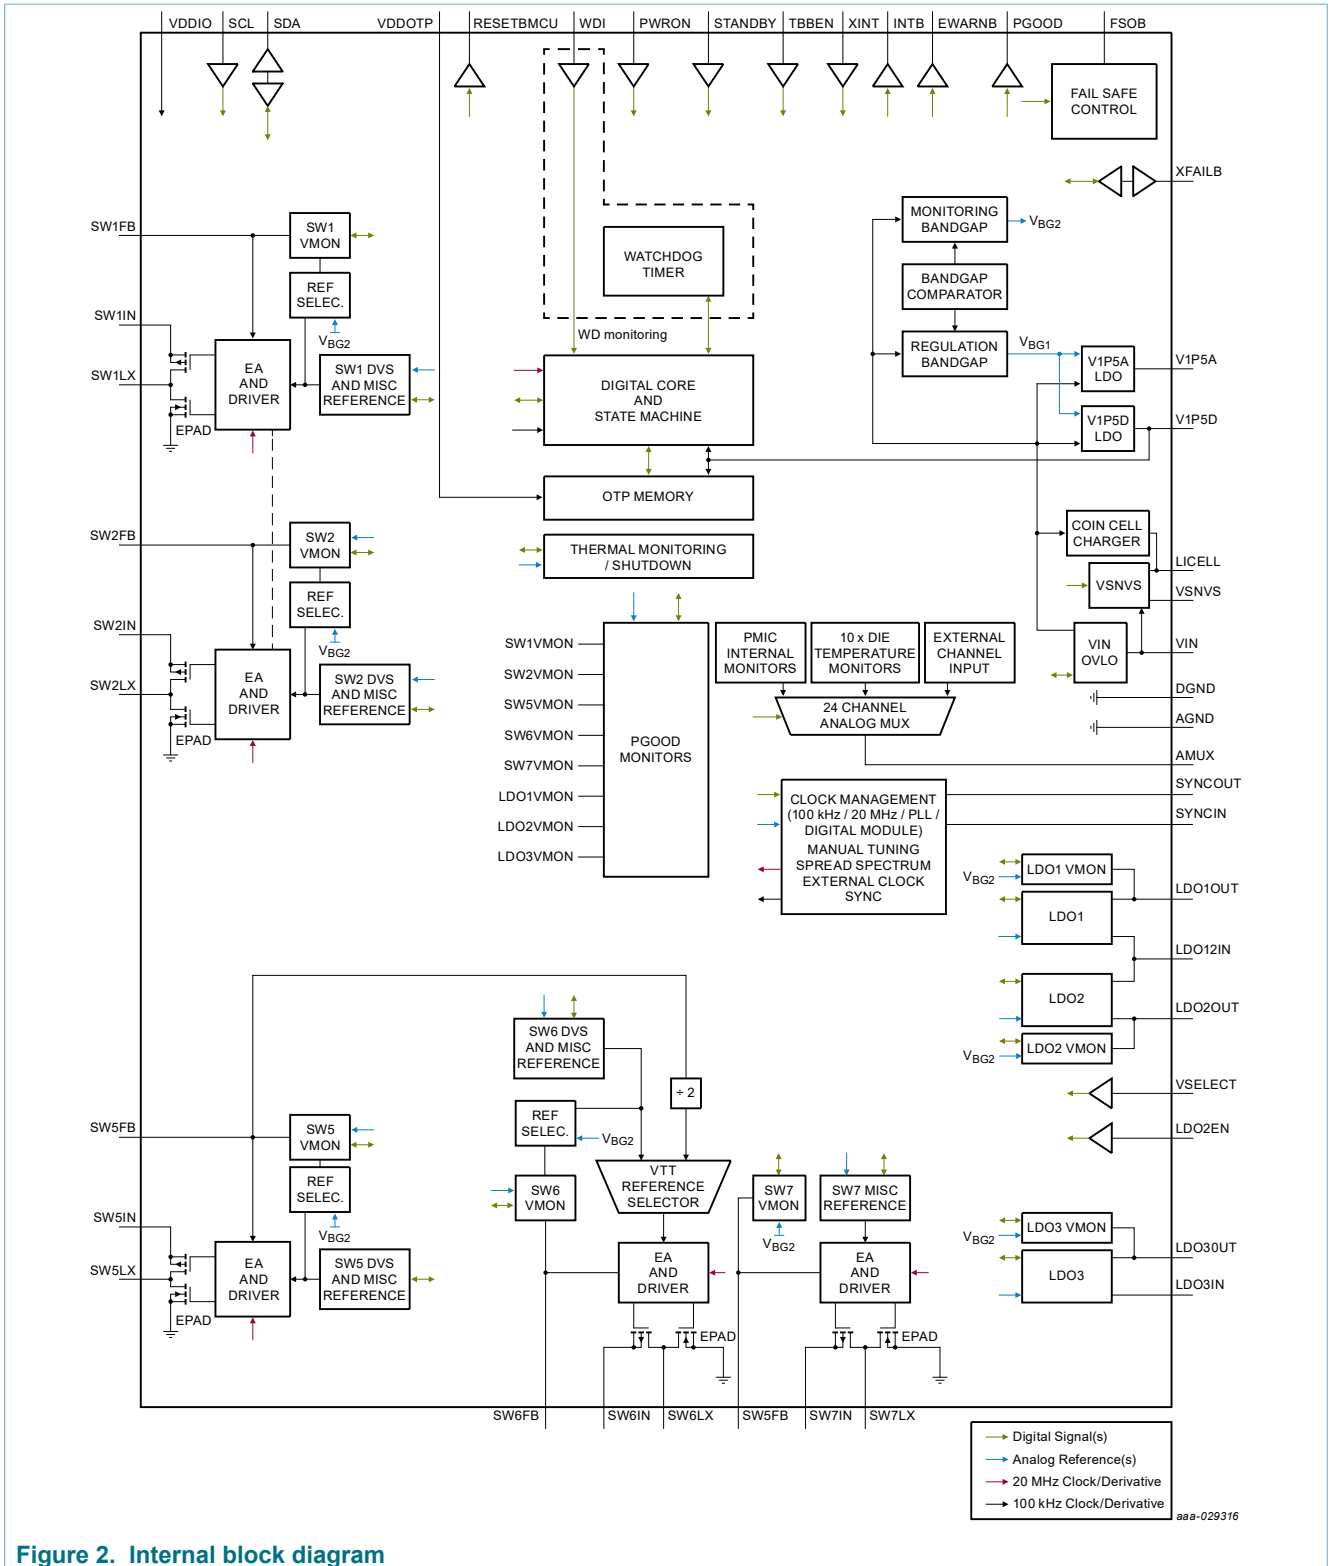 VDDIO SCL SDA VDDOTP RESETBMCU WDI PWRON STANDBY TBBEN XINT INTB EWARNB PGOOD FSOB
FAIL SAFE
CONTROL
XFAILB
MONITORING
BANDGAP
VBG2
BANDGAP
COMPARATOR
REGULATION
BANDGAP
VBG1
V1P5A
LDO
V1P5A
V1P5D
LDO
V1P5D
WATCHDOG
TIMER
WD monitoring
DIGITAL CORE
AND
STATE MACHINE
OTP MEMORY
THERMAL MONITORING
/ SHUTDOWN
SW1FB
SW1
VMON
REF
SELEC.
VBG2
SW1IN
SW1LX
EA
AND
DRIVER
SW1 DVS
AND MISC
REFERENCE
EPAD
SW2FB
SW2
VMON
REF
SELEC.
VBG2
SW2IN
SW2LX
EA
AND
DRIVER
SW2 DVS
AND MISC
REFERENCE
EPAD
COIN CELL
CHARGER
LICELL
VSNVS
VSNVS
VIN
OVLO
VIN
DGND
AGND
AMUX
SW1VMON
SW2VMON
SW5VMON
SW6VMON
SW7VMON
LDO1VMON
LDO2VMON
LDO3VMON
PGOOD
MONITORS
PMIC
INTERNAL
MONITORS
10 x DIE
TEMPERATURE
MONITORS
EXTERNAL
CHANNEL
INPUT
24 CHANNEL
ANALOG MUX
CLOCK MANAGEMENT
(100 kHz / 20 MHz / PLL /
DIGITAL MODULE)
MANUAL TUNING
SPREAD SPECTRUM
EXTERNAL CLOCK
SYNC
SYNCOUT
SYNCIN
LDO1 VMON
VBG2
LDO1OUT
LDO1
LDO12IN
LDO2
LDO2OUT
LDO2 VMON
VBG2
VSELECT
LDO2EN
SW5FB
SW5
VMON
REF
SELEC.
VBG2
SW5IN
SW5LX
EA
AND
DRIVER
SW5 DVS
AND MISC
REFERENCE
EPAD
SW6 DVS
AND MISC
REFERENCE
÷ 2
REF
SELEC.
VBG2
SW6
VMON
VTT
REFERENCE
SELECTOR
EA
AND
DRIVER
EPAD
SW7
VMON
VBG2
SW7 MISC
REFERENCE
EA
AND
DRIVER
EPAD
LDO3 VMON
VBG2
LDO3OUT
LDO3
LDO3IN
SW6FB SW6IN SW6LX SW5FB SW7IN SW7LX
Digital Signal(s)
Analog Reference(s)
20 MHz Clock/Derivative
100 kHz Clock/Derivative
aaa-029316
Figure 2. Internal block diagram